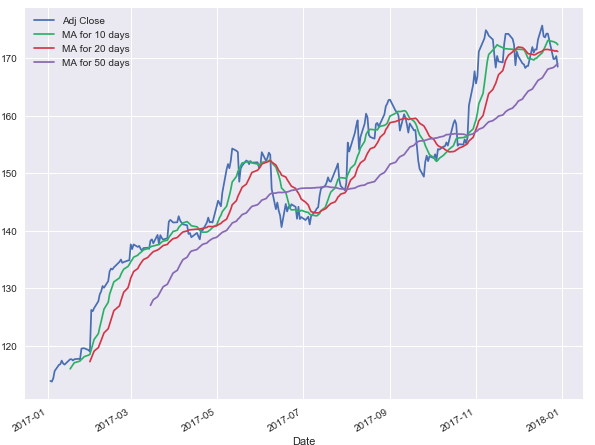 Adj Close
MA for 10 days
MA for 20 days
MA for 50 days
170
160
150
140
130
120
2017-01
2017-03
2017-05
2017-07
2017-09
2017-11
2018-01
Date